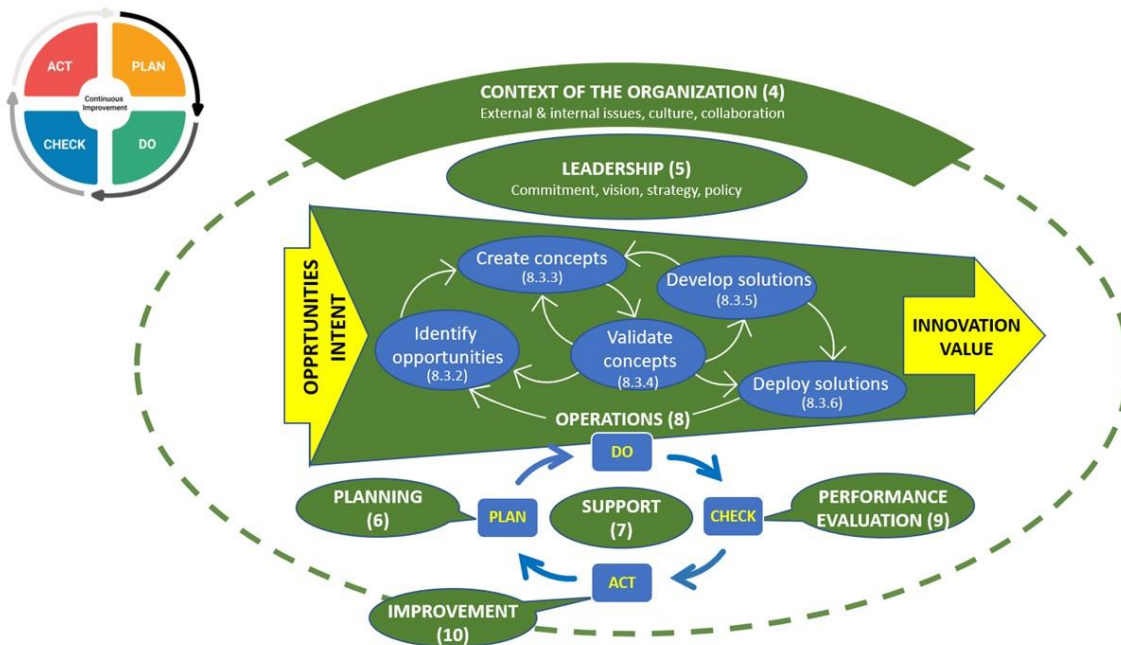 ACT
PLAN
Continuous
Improvement
CHECK
DO
CONTEXT OF THE ORGANIZATION (4)
External & internal issues, culture, collaboration
LEADERSHIP (5)
Commitment, vision, strategy, policy
OPPRTUNITIES
INTENT
Create concepts
(8.3.3)
Develop solutions
(8.3.5)
Identify
opportunities
(8.3.2)
Validate
concepts
(8.3.4)
Deploy solutions
(8.3.6)
INNOVATION
VALUE
OPERATIONS (8)
DO
PLANNING
(6)
PLAN
SUPPORT
(7)
CHECK
PERFORMANCE
EVALUATION (9)
ACT
IMPROVEMENT
(10)